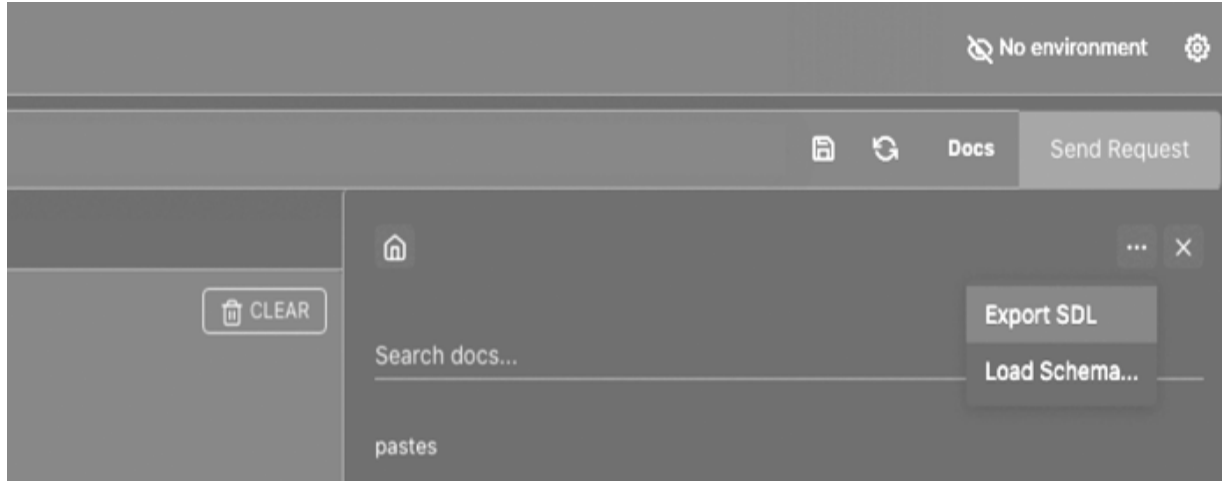 No environment
Docs
Send Request
CLEAR
Export SDL
Search docs...
Load Schema...
pastes